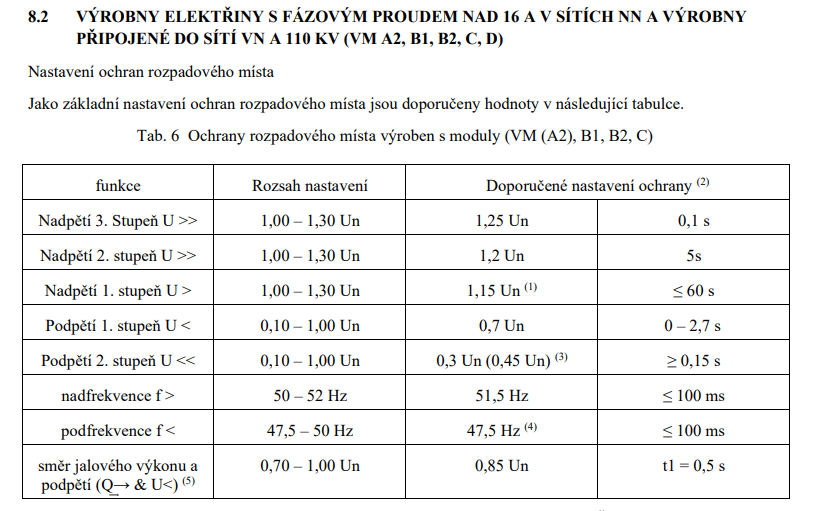 8.2 VÝROBNY ELEKTŘINY S FÁZOVÝM PROUDEM NAD 16 A V SÍTÍCH NN A VÝROBNY
PŘIPOJENÉ DO SÍTÍ VN A 110 KV (VM A2, B1, B2, C, D)
Nastavení ochran rozpadového místa
Jako základní nastavení ochran rozpadového místa jsou doporučeny hodnoty v následující tabulce.
Tab. 6 Ochrany rozpadového místa výroben s moduly (VM (A2), B1, B2, C)
funkce Rozsah nastavení Doporučené nastavení ochrany (2)
Nadpětí 3. Stupeň U >> 1,00 – 1,30 Un 1,25 Un 0,1 s
Nadpětí 2. stupeň U >> 1,00 – 1,30 Un 1,2 Un 5s
Nadpětí 1. stupeň U > 1,00 – 1,30 Un 1,15 Un (1) ≤ 60 s
Podpětí 1. stupeň U < 0,10 – 1,00 Un 0,7 Un 0 – 2,7 s
Podpětí 2. stupeň U << 0,10 – 1,00 Un 0,3 Un (0,45 Un) (3) ≥ 0,15 s
nadfrekvence f > 50 – 52 Hz 51,5 Hz ≤ 100 ms
podfrekvence f < 47,5 – 50 Hz 47,5 Hz (4) ≤ 100 ms
směr jalového výkonu a
podpětí (Q→ & U<) (5) 0,70 – 1,00 Un 0,85 Un t1 = 0,5 s